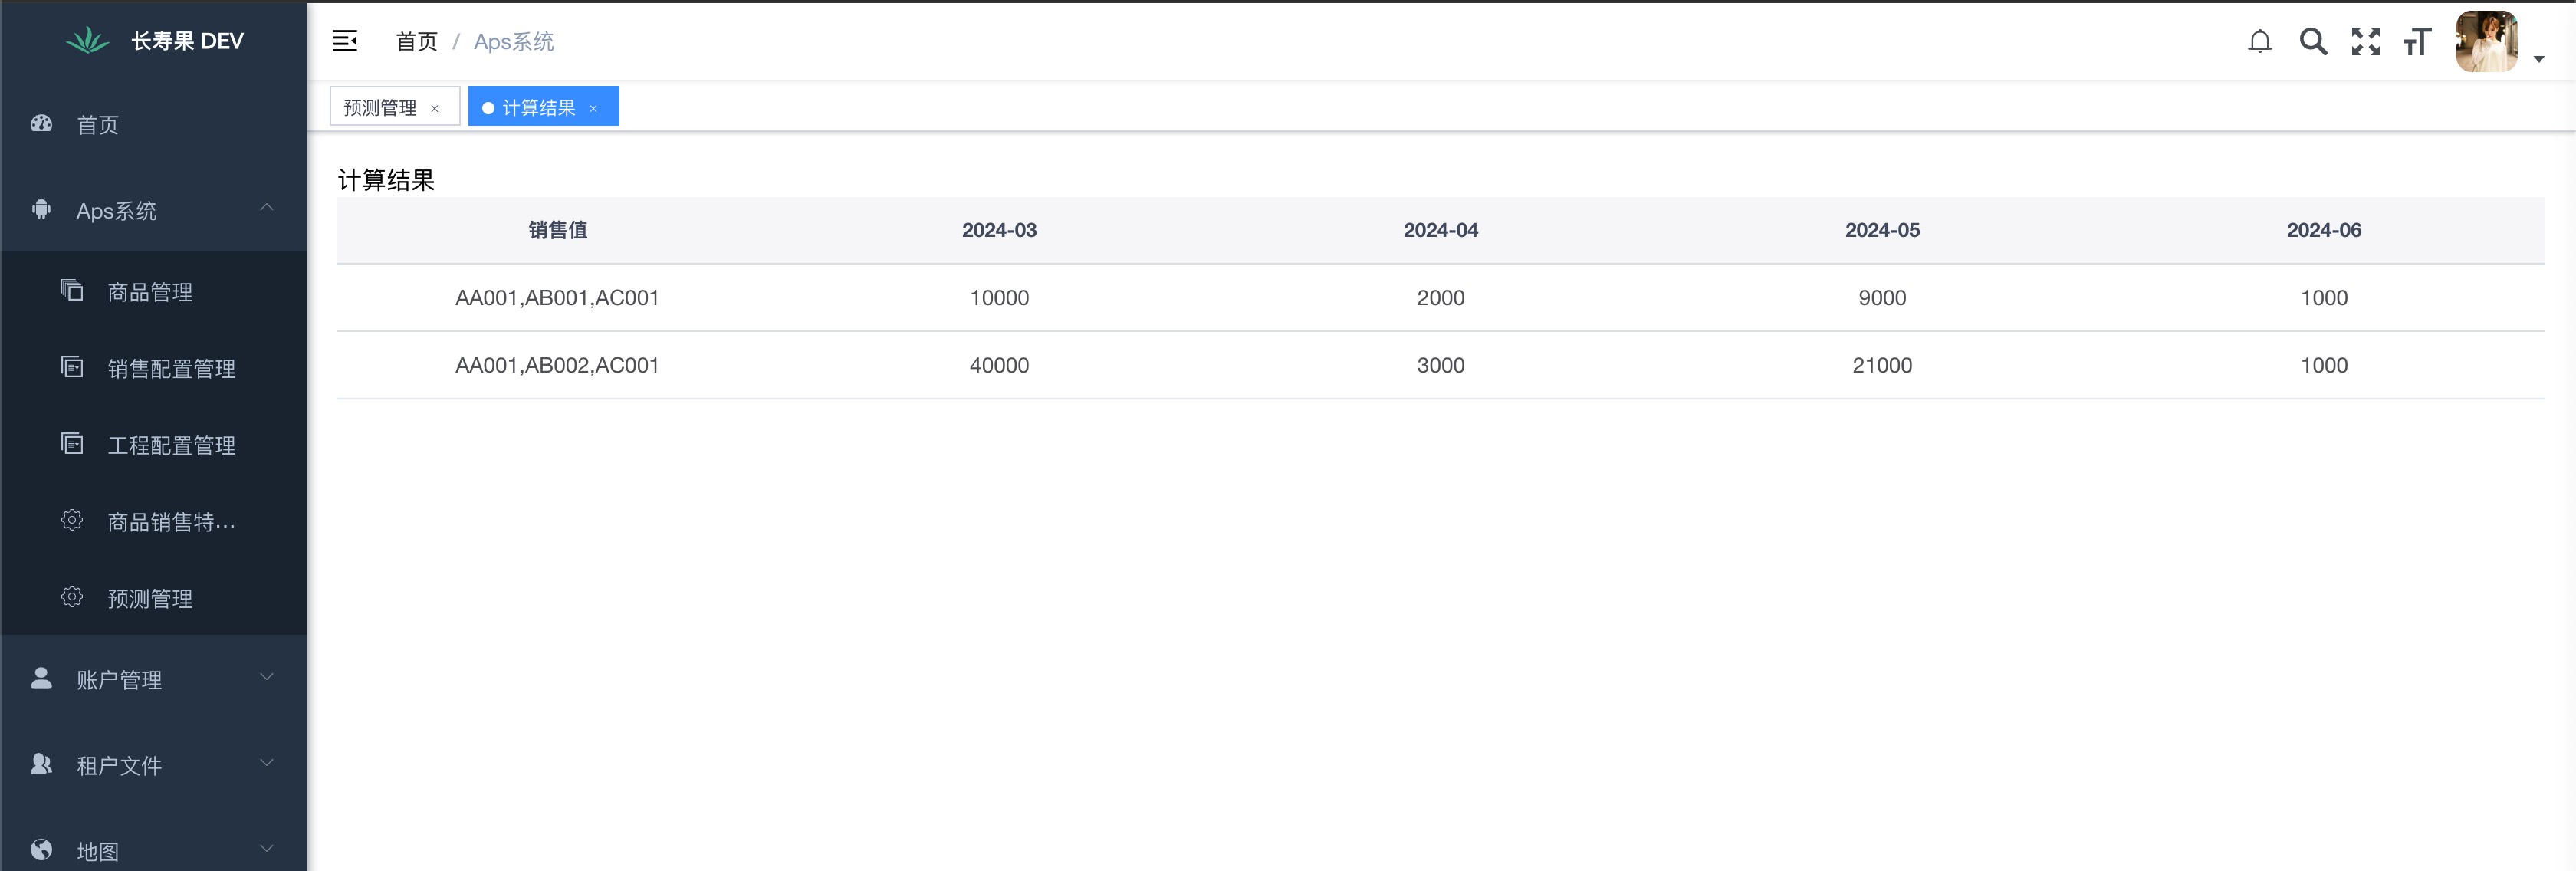 长寿果 DEV
首页 / Aps系统
首页
Aps系统
商品管理
销售配置管理
工程配置管理
商品销售特...
预测管理
账户管理
租户文件
地图
预测管理 ×
计算结果 ×
计算结果
销售值 2024-03 2024-04 2024-05 2024-06
AA001,AB001,AC001 10000 2000 9000 1000
AA001,AB002,AC001 40000 3000 21000 1000